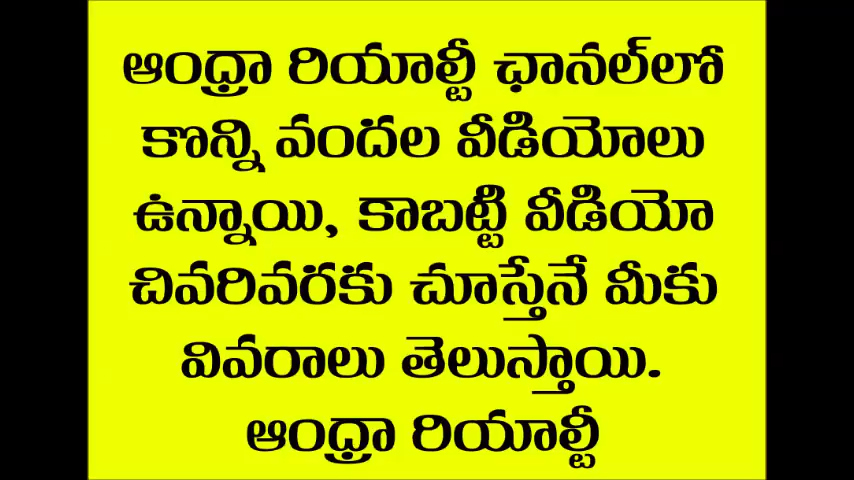 ఆంధ్రా రియాల్టీ ఛానల్‌లో
కొన్ని వందల వీడియోలు
ఉన్నాయి, కాబట్టి వీడియో
చివరివరకు చూస్తేనే మీకు
వివరాలు తెలుస్తాయి.
ఆంధ్రా రియాల్టీ